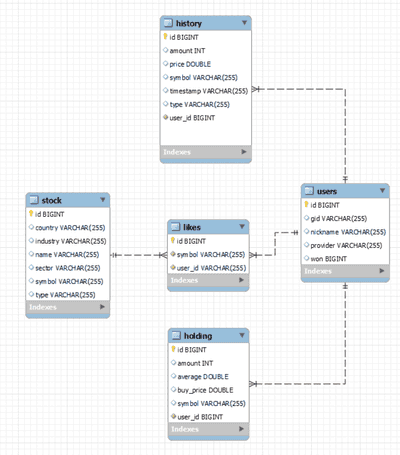 history
id BIGINT
amount INT
price DOUBLE
symbol VARCHAR(255)
timestamp VARCHAR(255)
type VARCHAR(255)
user_id BIGINT
Indexes
stock
id BIGINT
country VARCHAR(255)
industry VARCHAR(255)
name VARCHAR(255)
sector VARCHAR(255)
symbol VARCHAR(255)
type VARCHAR(255)
Indexes
likes
id BIGINT
symbol VARCHAR(255)
user_id VARCHAR(255)
Indexes
users
id BIGINT
gid VARCHAR(255)
nickname VARCHAR(255)
provider VARCHAR(255)
won BIGINT
Indexes
holding
id BIGINT
amount INT
average DOUBLE
buy_price DOUBLE
symbol VARCHAR(255)
user_id BIGINT
Indexes